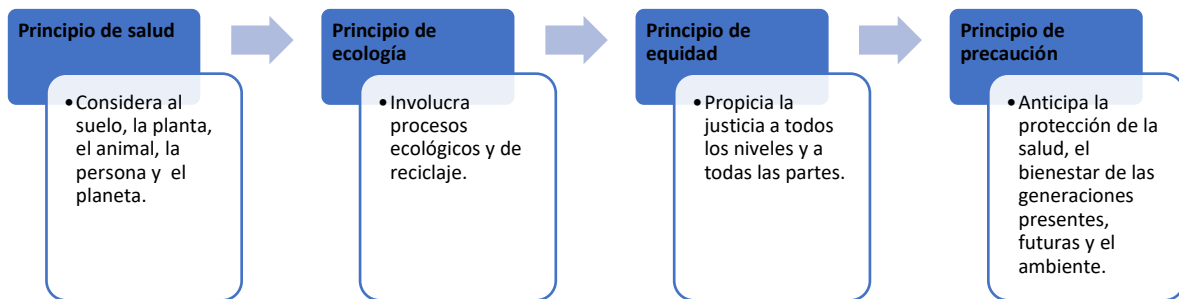 Principio de salud
• Considera al
suelo, la planta,
el animal, la
persona y el
planeta.
Principio de
ecología
• Involucra
procesos
ecológicos y de
reciclaje.
Principio de
equidad
• Propicia la
justicia a todos
los niveles y a
todas las partes.
Principio de
precaución
• Anticipa la
protección de la
salud, el
bienestar de las
generaciones
presentes,
futuras y el
ambiente.